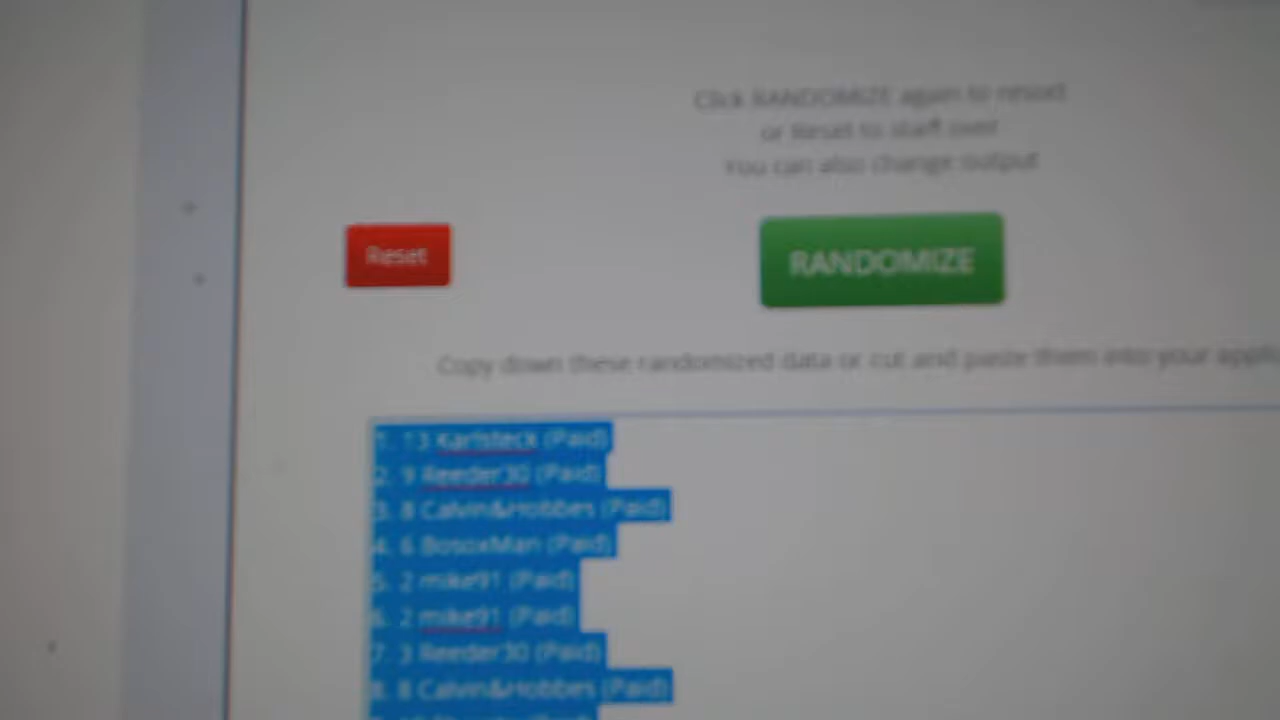 Click RANDOMIZE again to resort
or Reset to start over
You can also change output
Reset
RANDOMIZE
Copy down these randomized data or cut and paste them into your
1. 13 Karlsteck (Paid)
2. 9 Reeder30 (Paid)
3. 8 Calvin&Hobbes (Paid)
4. 6 BosoxMan (Paid)
5. 2 mike91 (Paid)
6. 2 mike91 (Paid)
7. 3 Reeder30 (Paid)
8. 8 Calvin&Hobbes (Paid)